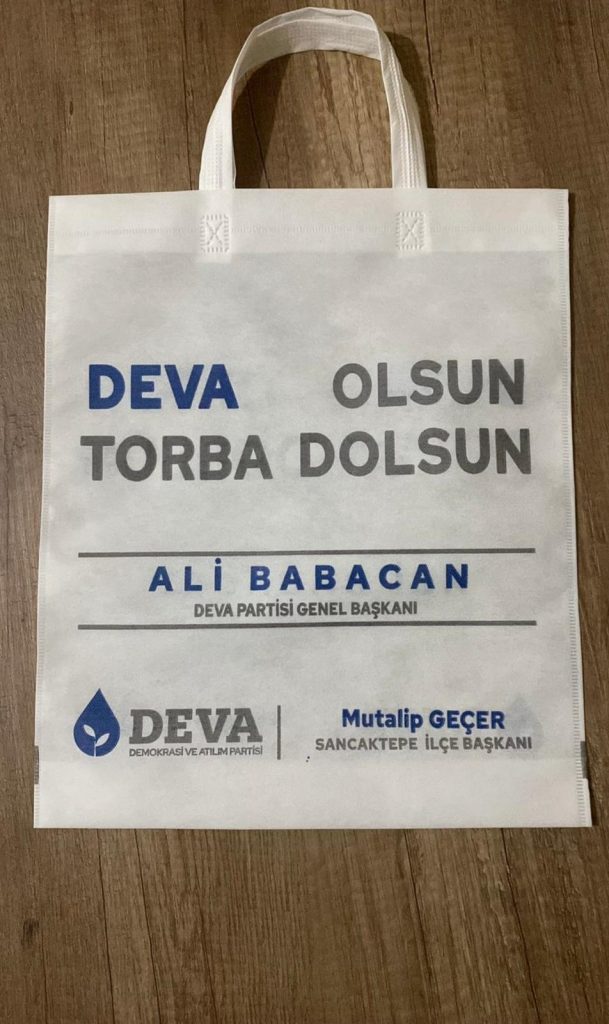 DEVA OLSUN
TORBA DOLSUN
ALİ BABACAN
DEVA PARTİSİ GENEL BAŞKANI
DEVA
DEMOKRASİ VE ATILIM PARTİSİ
Mutalip GEÇER
SANCAKTEPE İLÇE BAŞKANI